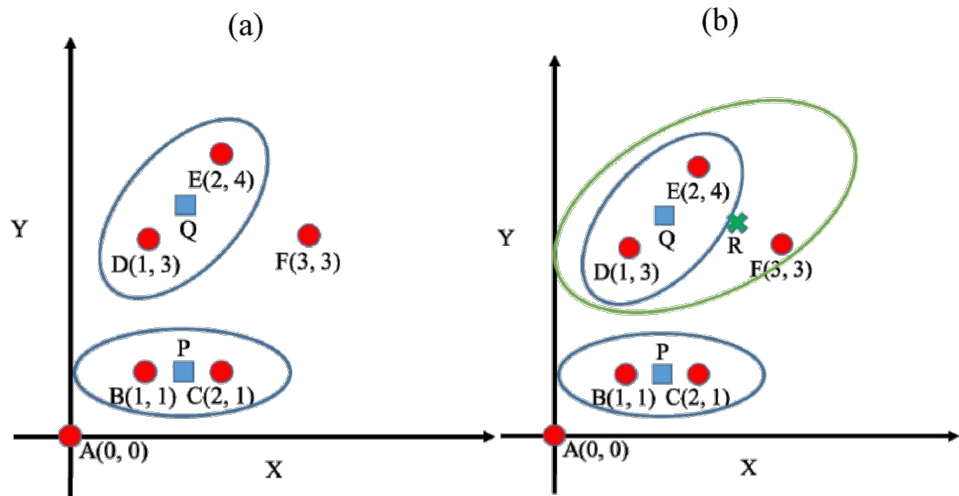 (a)
Y
E(2, 4)
Q
D(1, 3)
F(3, 3)
P
B(1, 1)
C(2, 1)
A(0, 0)
X
(b)
Y
E(2, 4)
Q
R
D(1, 3)
F(3, 3)
P
B(1, 1)
C(2, 1)
A(0, 0)
X